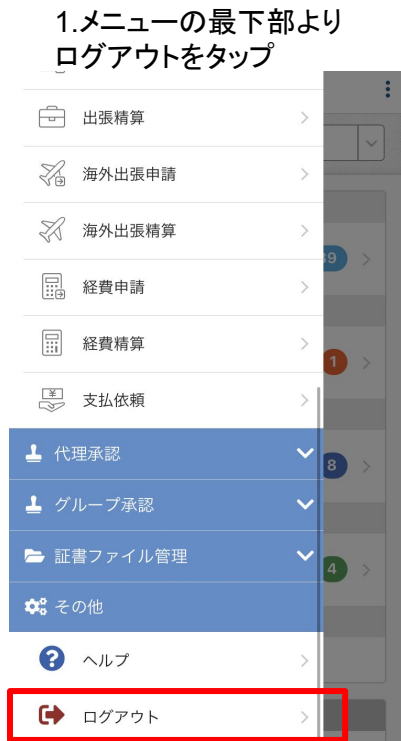 1.メニューの最下部より
ログアウトをタップ
出張精算
海外出張申請
海外出張精算
39
経費申請
経費精算
1
支払依頼
代理承認
8
グループ承認
証書ファイル管理
4
その他
ヘルプ
ログアウト